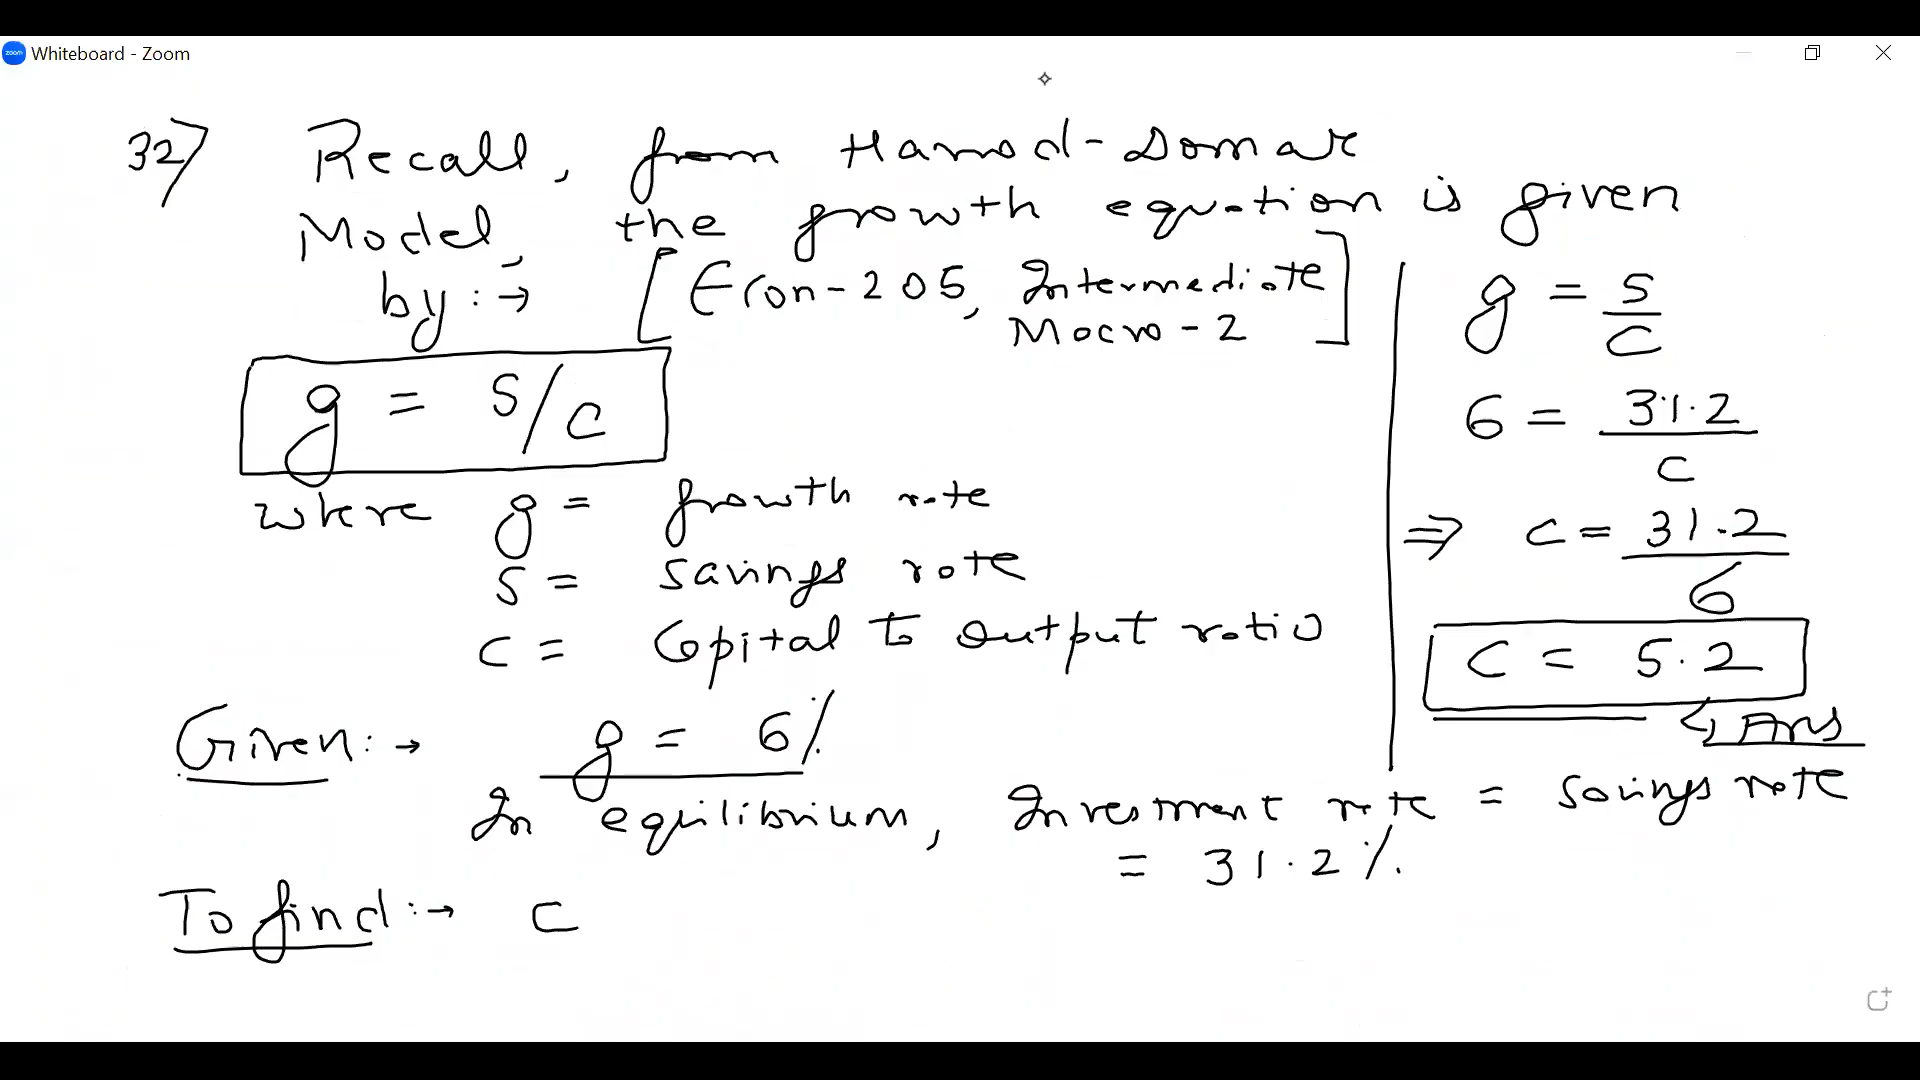 Whiteboard - Zoom
32) Recall, from Harrod-Domar
Model, the growth equation is given
by :→ [Econ-205, Intermediate
Macro-2]
g = s/c
where g = growth rate
s = savings rate
c = Capital to Output ratio
Given :→ g = 6%
In equilibrium, Investment rate = savings rate
= 31.2%.
To find :→ c
g = s/c
6 = 31.2/c
⇒ c = 31.2/6
c = 5.2
↳ Ans